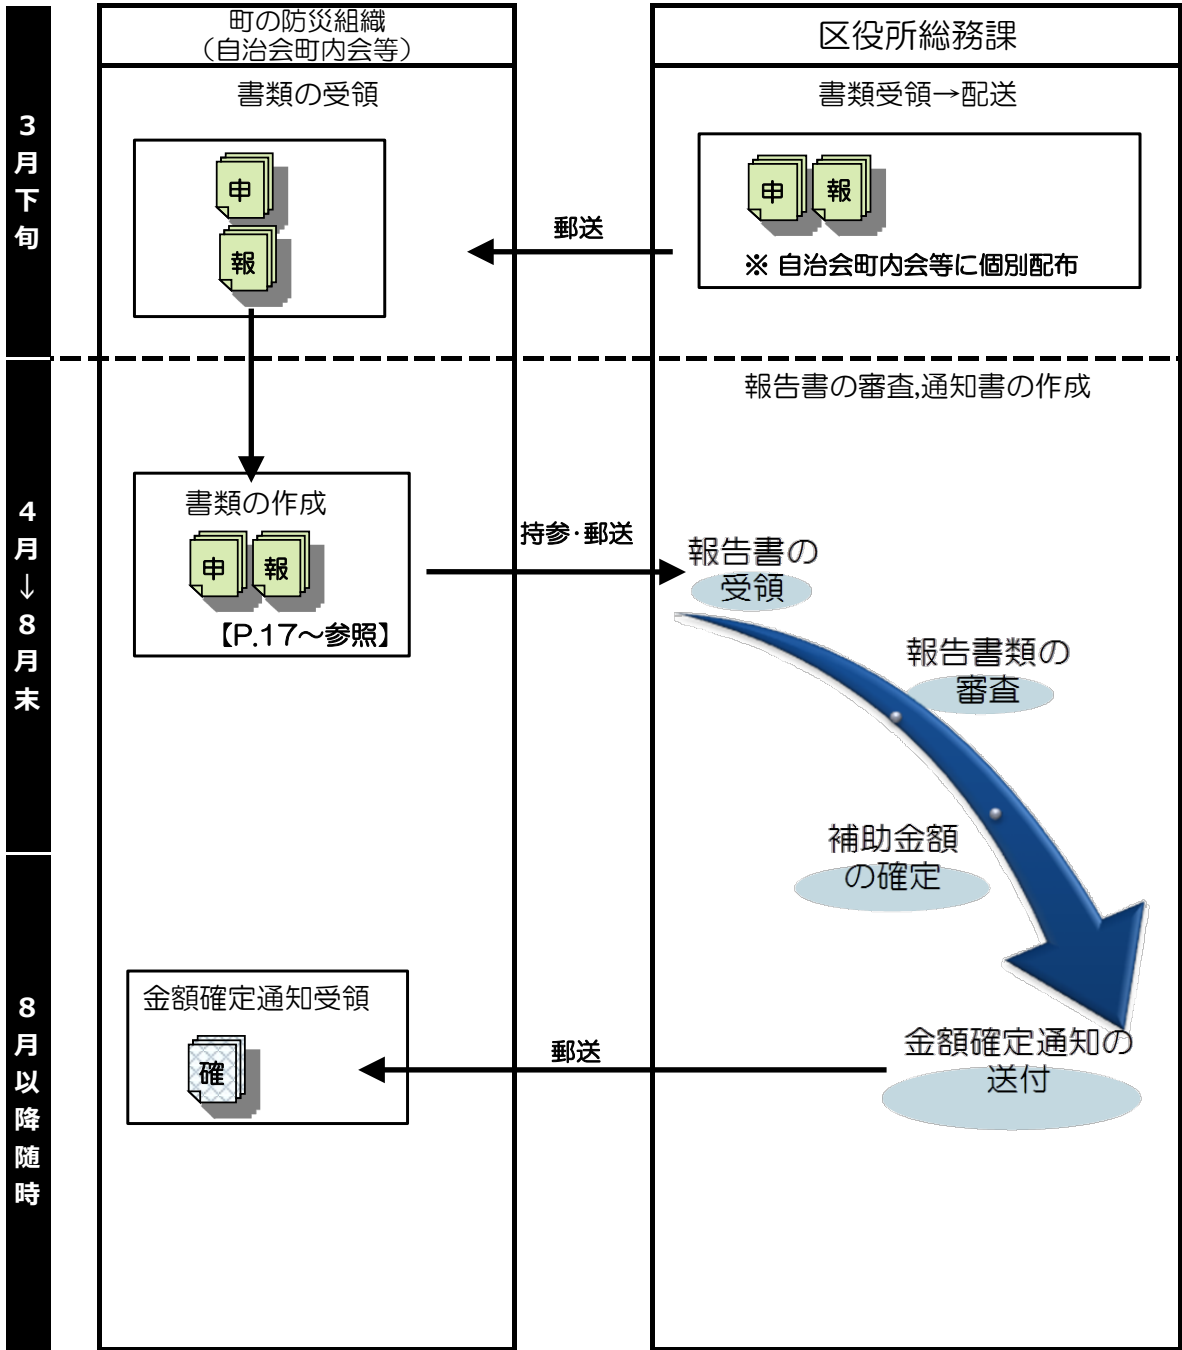 町の防災組織
（自治会町内会等）
区役所総務課
3月下旬
書類の受領
申
報
郵送
書類受領→配送
申
報
※ 自治会町内会等に個別配布
4月→8月末
書類の作成
申
報
【P.17～参照】
持参・郵送
報告書の審査,通知書の作成
報告書の
受領
報告書類の
審査
補助金額
の確定
8月以降随時
金額確定通知の
送付
郵送
金額確定通知受領
確